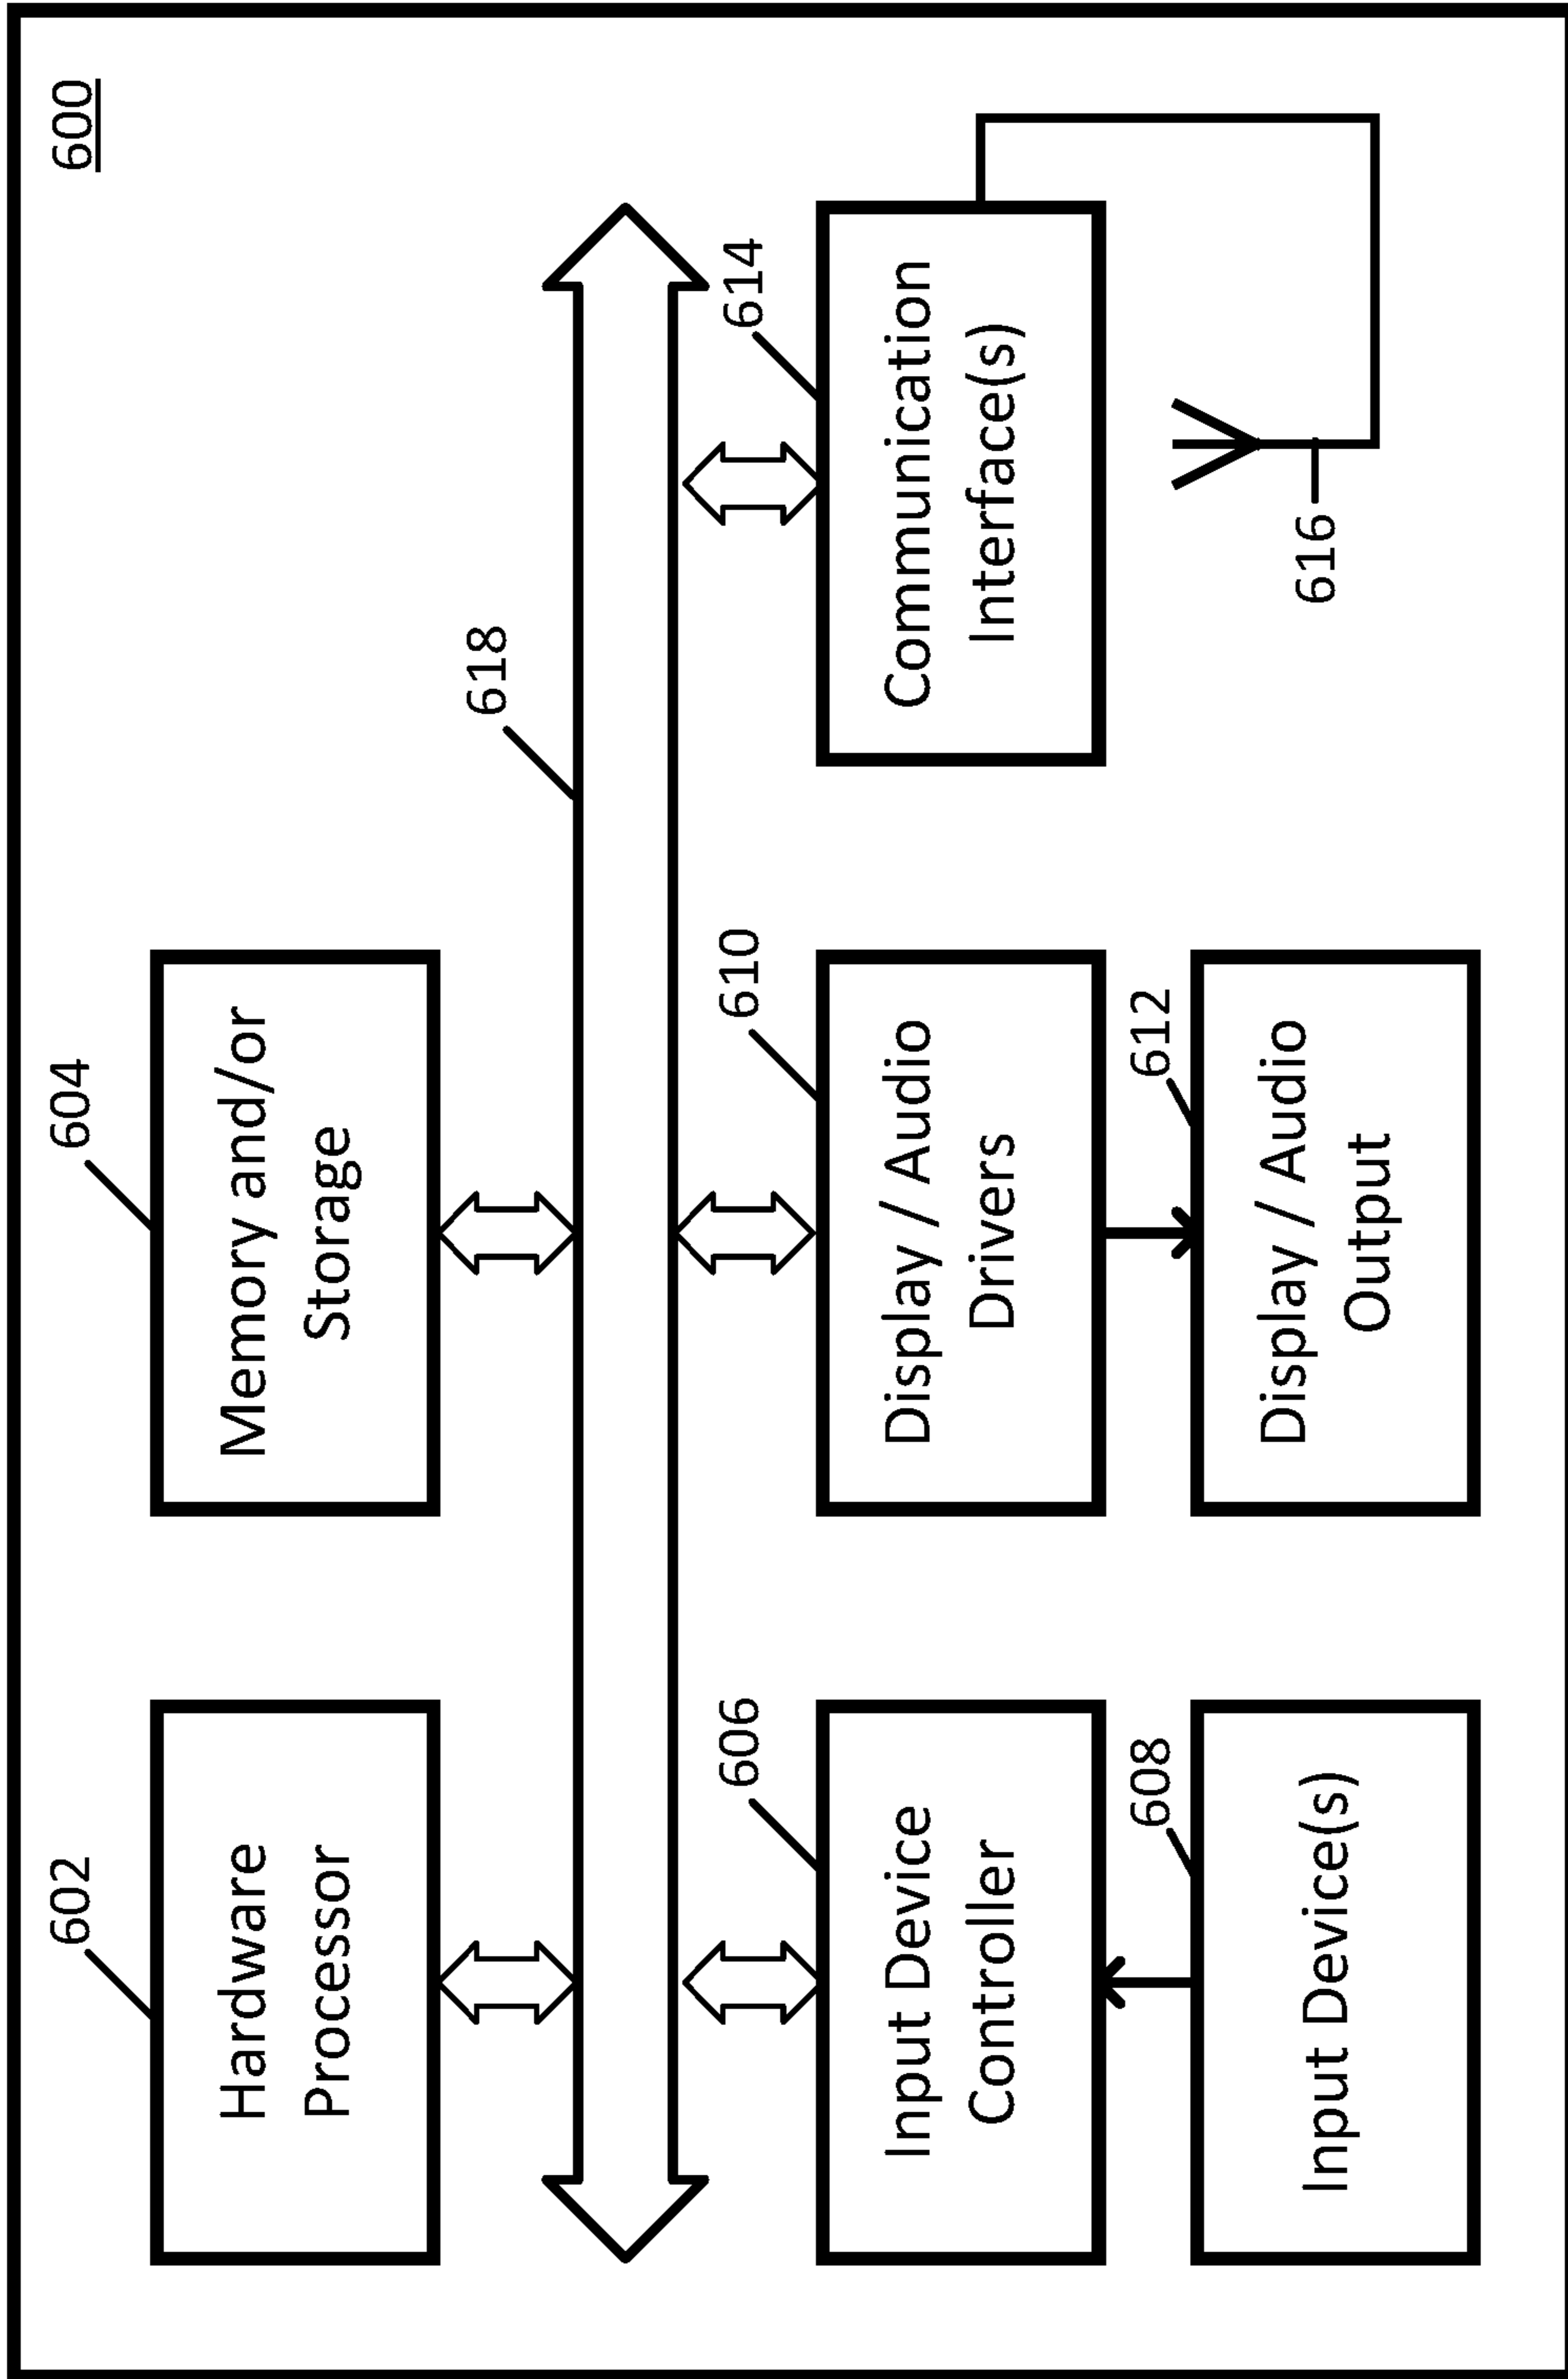 600
602
Hardware
Processor
604
Memory and/or
Storage
618
606
Input Device
Controller
610
Display / Audio
Drivers
614
Communication
Interface(s)
608
Input Device(s)
612
Display / Audio
Output
616